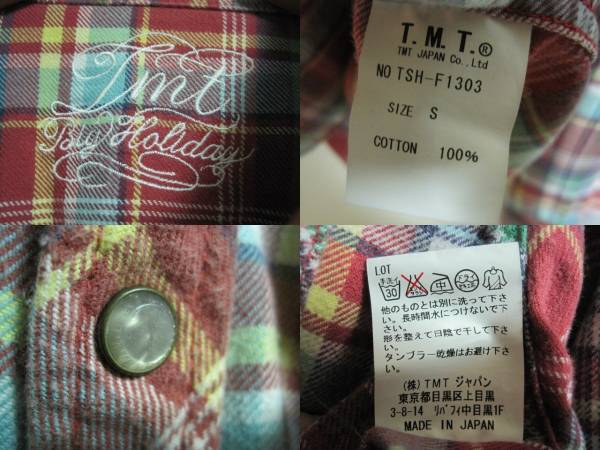 Tmt
Holiday
T.M.T.®
TMT JAPAN Co.,Ltd
NO TSH-F1303
SIZE S
COTTON 100%
LOT
30
他のものとは別に洗って下さ
い。長時間水につけないで下
さい。
形を整えて日陰で干して下さ
い。
タンブラー乾燥はお避け下さ
い。
(株)TMT ジャパン
東京都目黒区上目黒
3-8-14 リバフィ中目黒1F
MADE IN JAPAN